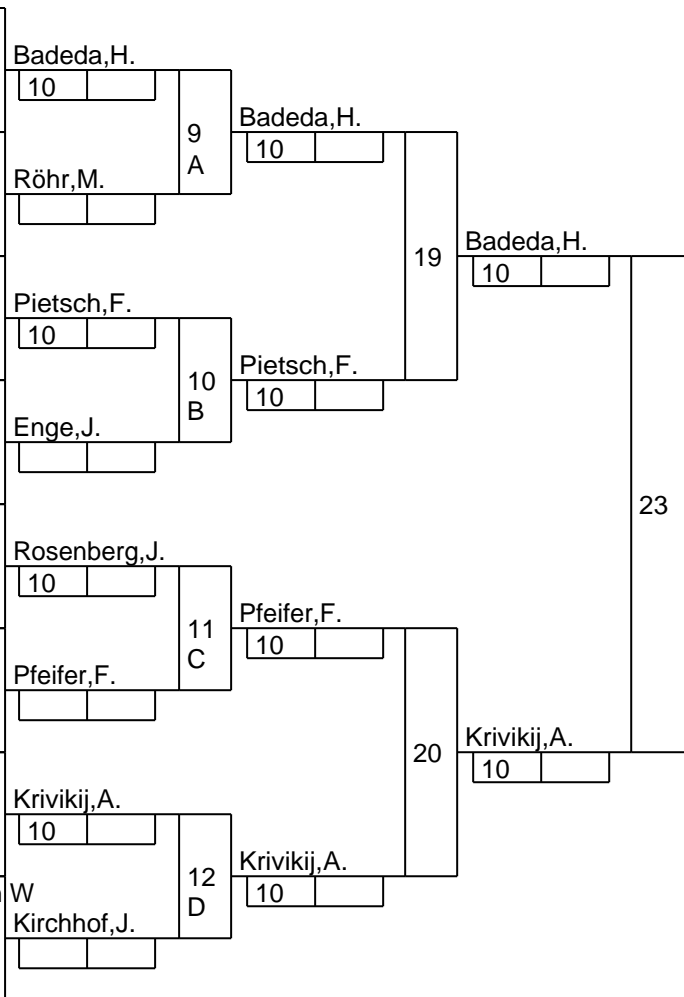 Badeda,H.
10
9
A
Röhr,M.
Badeda,H.
10
Pietsch,F.
10
10
B
Enge,J.
Pietsch,F.
10
19
Badeda,H.
10
Rosenberg,J.
10
11
C
Pfeifer,F.
Pfeifer,F.
10
Krivikij,A.
10
12
D
W
Kirchhof,J.
Krivikij,A.
10
20
Krivikij,A.
10
23